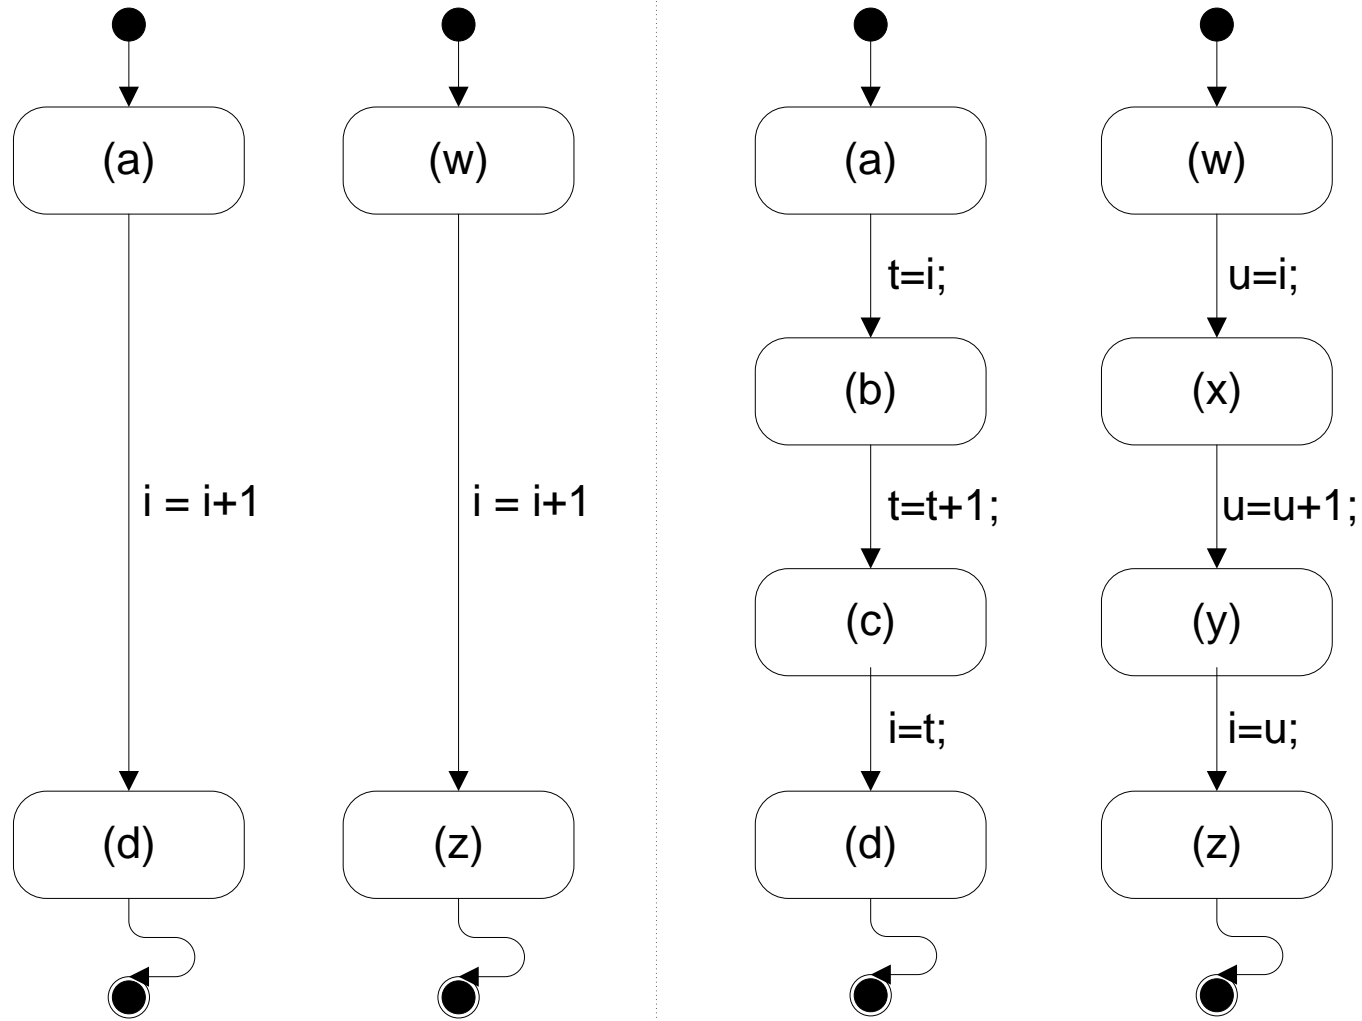 (a)
(w)
(a)
(w)
t=i;
u=i;
(b)
(x)
i = i+1
i = i+1
t=t+1;
u=u+1;
(c)
(y)
i=t;
i=u;
(d)
(z)
(d)
(z)